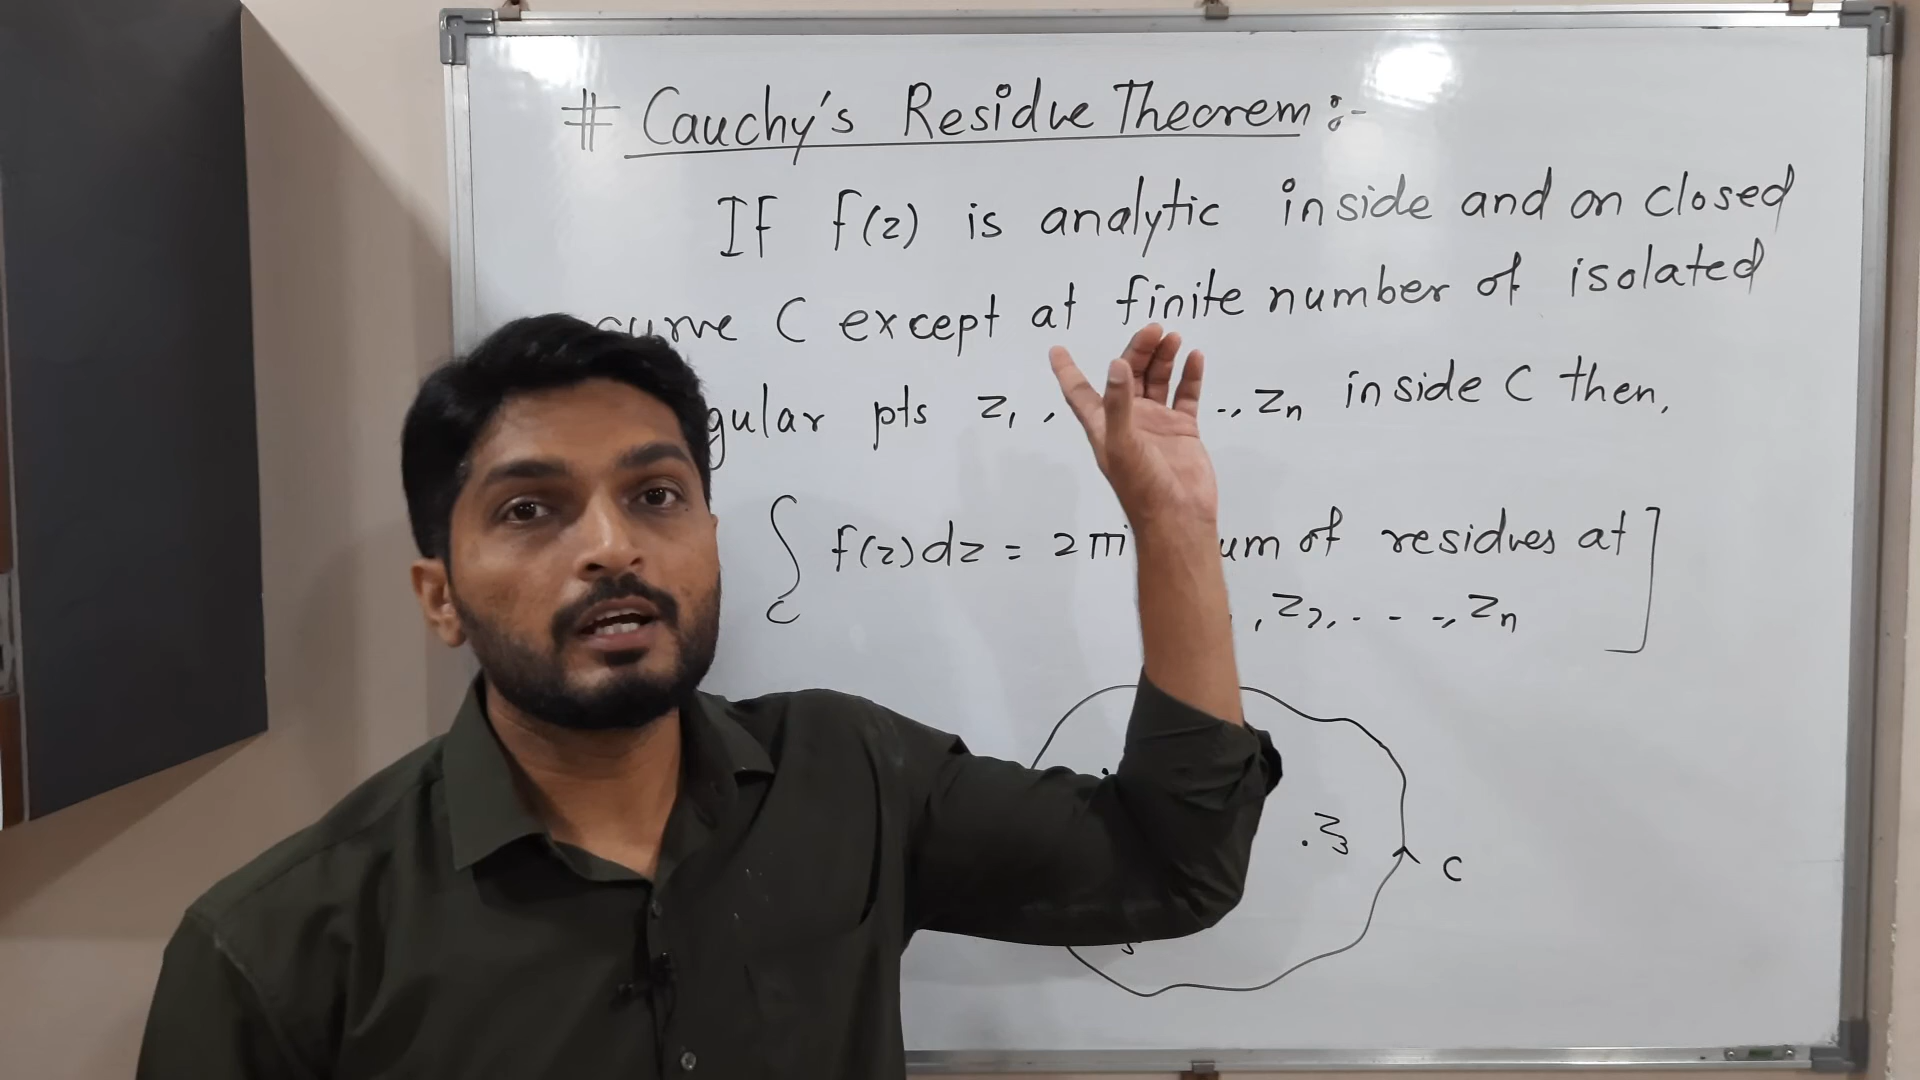 # Cauchy's Residue Theorem :-
If f(z) is analytic inside and on closed
curve C except at finite number of isolated
gular pts z₁ , ., zₙ inside C then,
∫ f(z)dz = 2πi um of residues at ]
C , z₂, . - - -, zₙ
. z₃
C